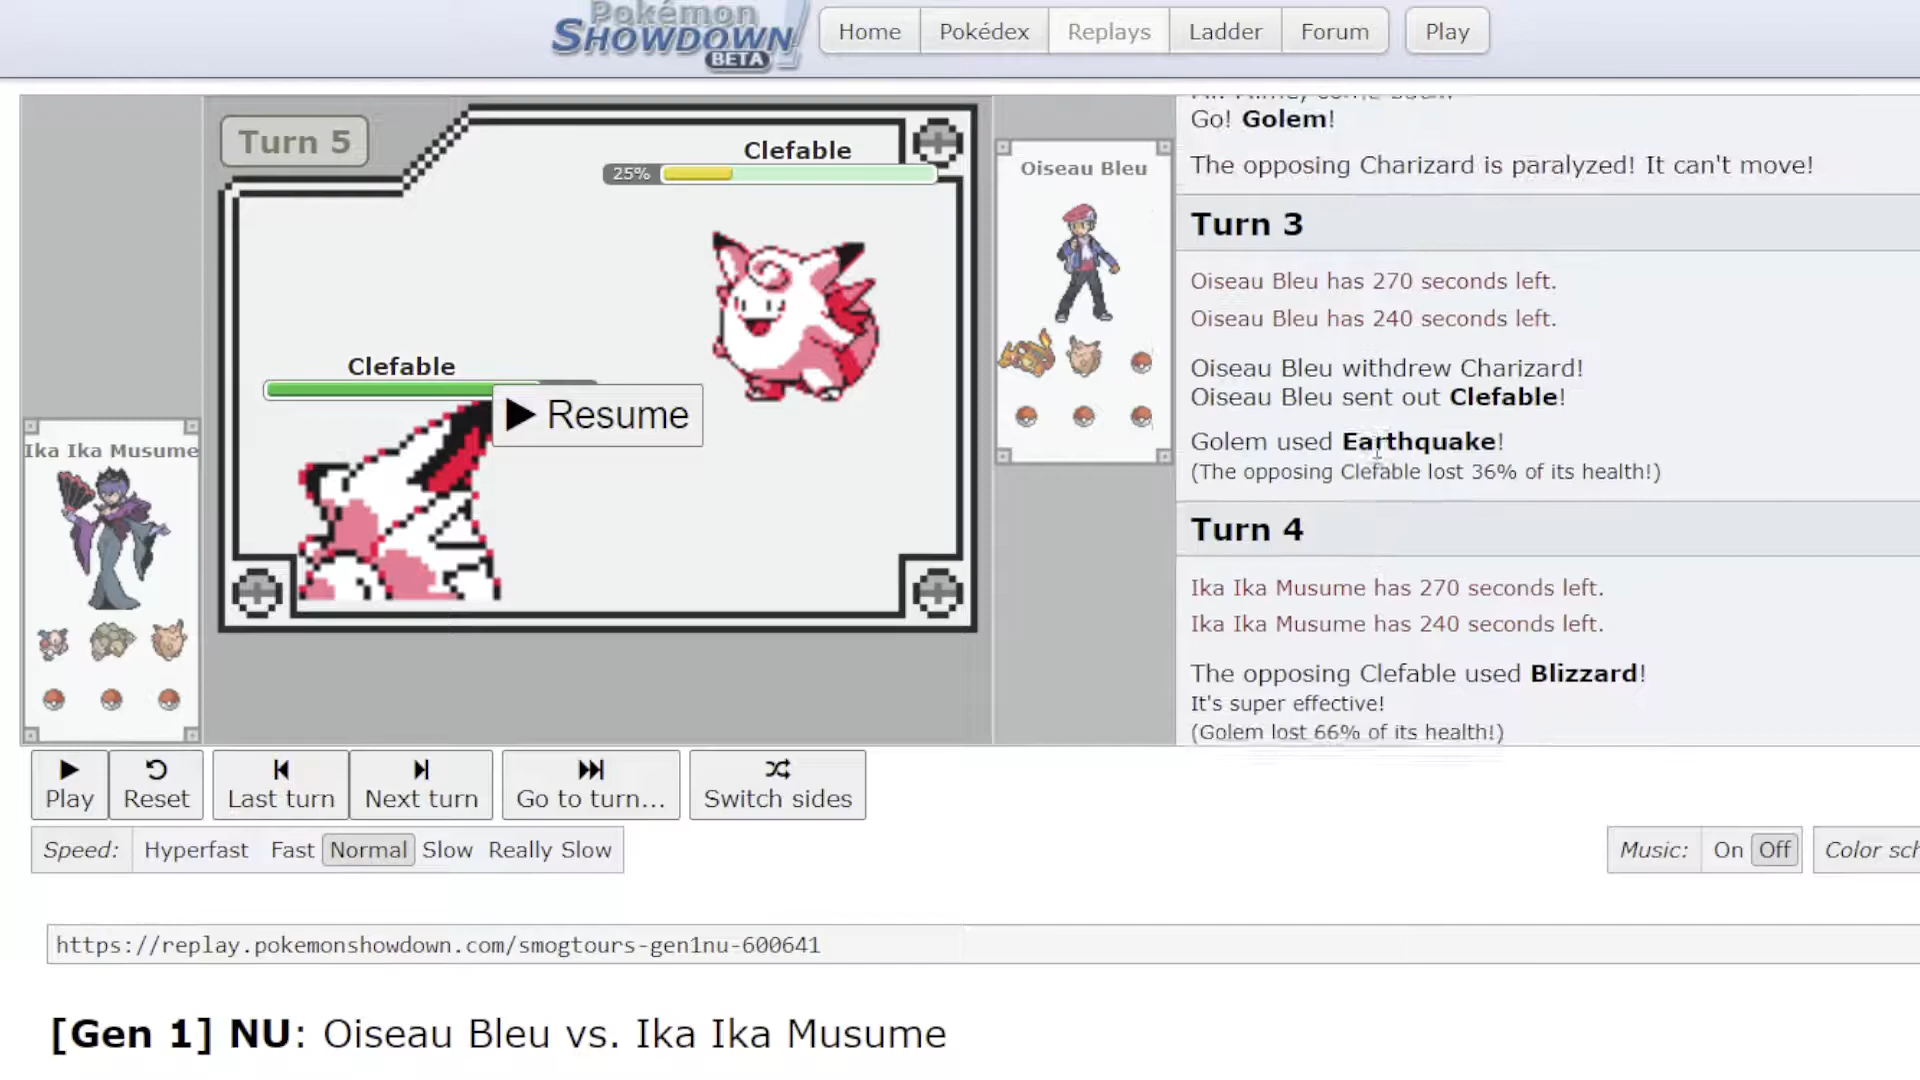 Pokémon
SHOWDOWN!
BETA
Home
Pokédex
Replays
Ladder
Forum
Play
Turn 5
Clefable
25%
Clefable
Resume
Oiseau Bleu
Ika Ika Musume
Go! Golem!
The opposing Charizard is paralyzed! It can't move!
Turn 3
Oiseau Bleu has 270 seconds left.
Oiseau Bleu has 240 seconds left.
Oiseau Bleu withdrew Charizard!
Oiseau Bleu sent out Clefable!
Golem used Earthquake!
(The opposing Clefable lost 36% of its health!)
Turn 4
Ika Ika Musume has 270 seconds left.
Ika Ika Musume has 240 seconds left.
The opposing Clefable used Blizzard!
It's super effective!
(Golem lost 66% of its health!)
Play
Reset
Last turn
Next turn
Go to turn...
Switch sides
Speed: Hyperfast Fast Normal Slow Really Slow
Music: On Off
Color sch
https://replay.pokemonshowdown.com/smogtours-gen1nu-600641
[Gen 1] NU: Oiseau Bleu vs. Ika Ika Musume